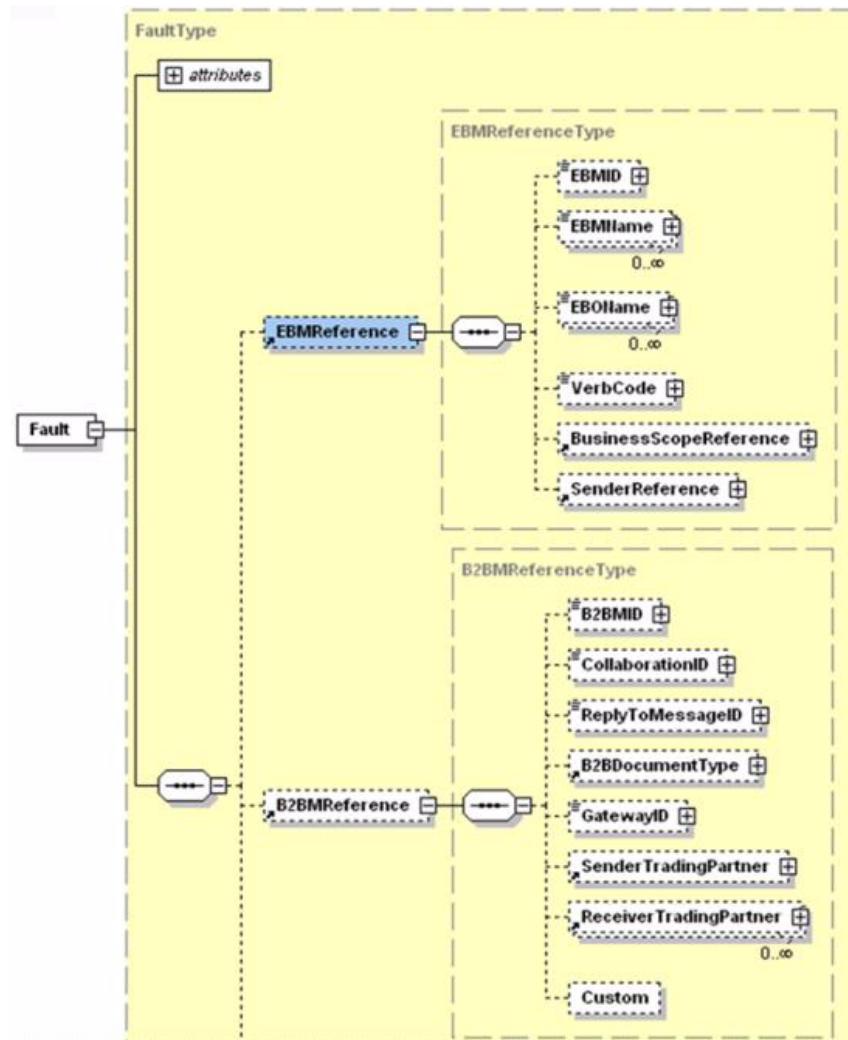 FaultType
attributes
EBMReferenceType
EBMID
EBMName
0..∞
EBOName
0..∞
EBMReference
VerbCode
BusinessScopeReference
Fault
SenderReference
B2BMReferenceType
B2BMID
CollaborationID
ReplyToMessageID
B2BDocumentType
B2BMReference
GatewayID
SenderTradingPartner
ReceiverTradingPartner
0..∞
Custom